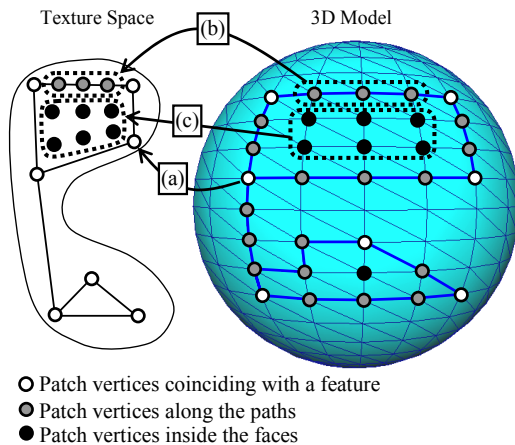 Texture Space
3D Model
(b)
(c)
(a)
Patch vertices coinciding with a feature
Patch vertices along the paths
Patch vertices inside the faces